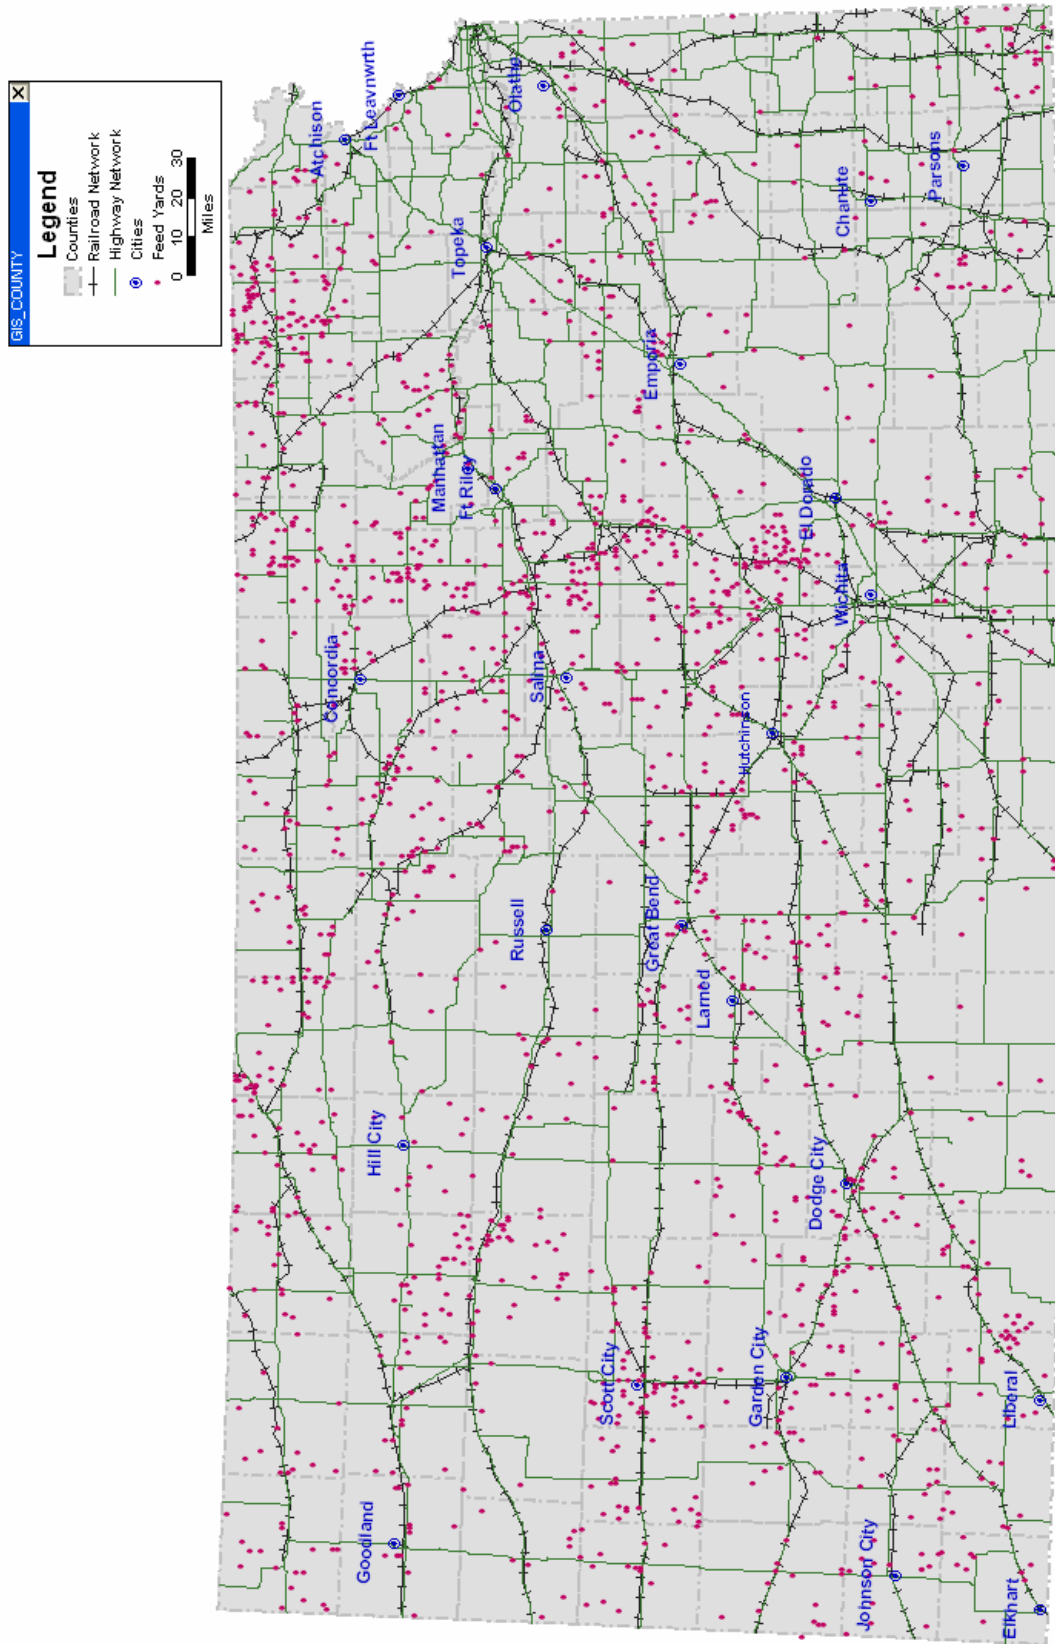 GIS_COUNTY
X
Legend
Counties
Railroad Network
Highway Network
Cities
Feed Yards
0 10 20 30
Miles
Atchison
Ft Leavnwrth
Olathe
Topeka
Chanute
Parsons
Emporia
Manhattan
Ft Riley
El Dorado
Wichita
Concordia
Salina
Hutchinson
Russell
Great Bend
Larned
Hill City
Dodge City
Scott City
Garden City
Liberal
Goodland
Johnson City
Elkhart